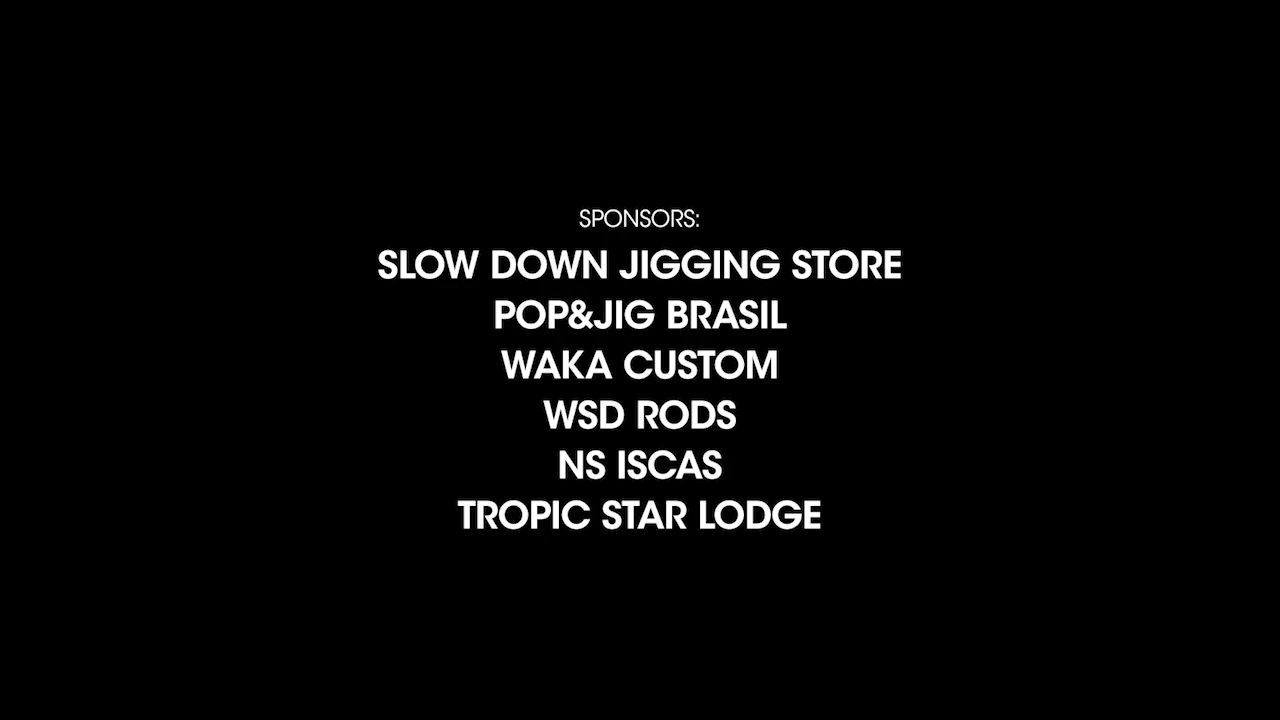 SPONSORS:
SLOW DOWN JIGGING STORE
POP&JIG BRASIL
WAKA CUSTOM
WSD RODS
NS ISCAS
TROPIC STAR LODGE